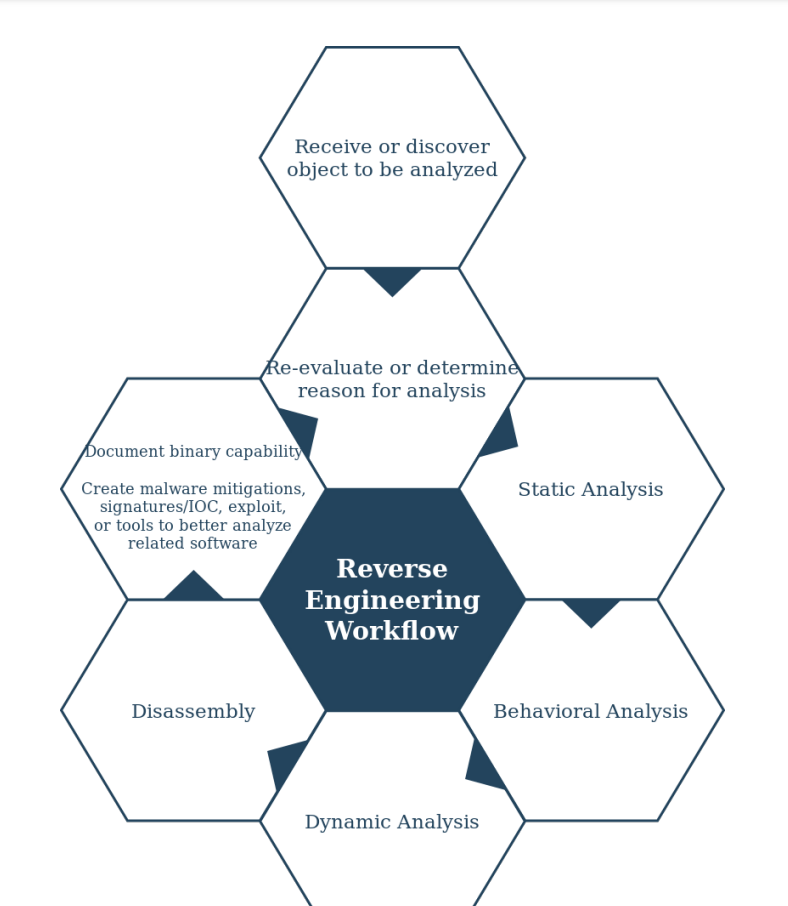 Receive or discover
object to be analyzed
Re-evaluate or determine
reason for analysis
Document binary capability
Create malware mitigations,
signatures/IOC, exploit,
or tools to better analyze
related software
Static Analysis
Reverse
Engineering
Workflow
Disassembly
Behavioral Analysis
Dynamic Analysis